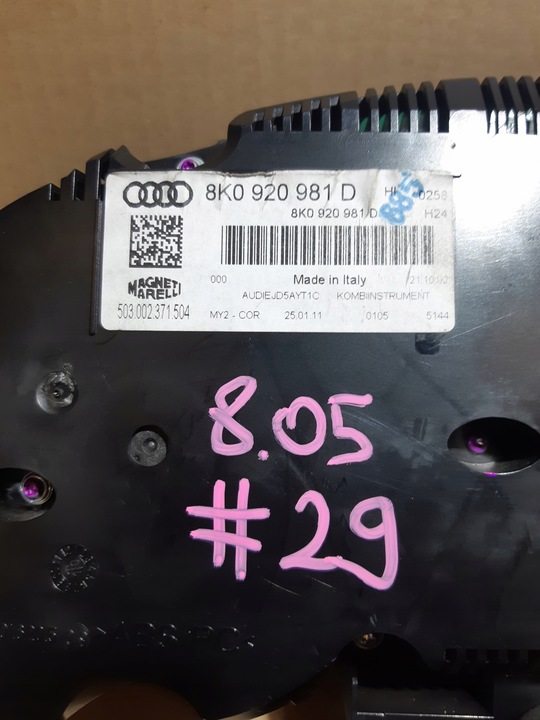 8K0 920 981 D
8K0 920 981 D H24
000 Made in Italy
AUDIEJD5AYT1C KOMBIINSTRUMENT
MAGNETI
MARELLI
503.002.371.504
MY2 - COR 25.01.11 0105 5144
8.05
#29